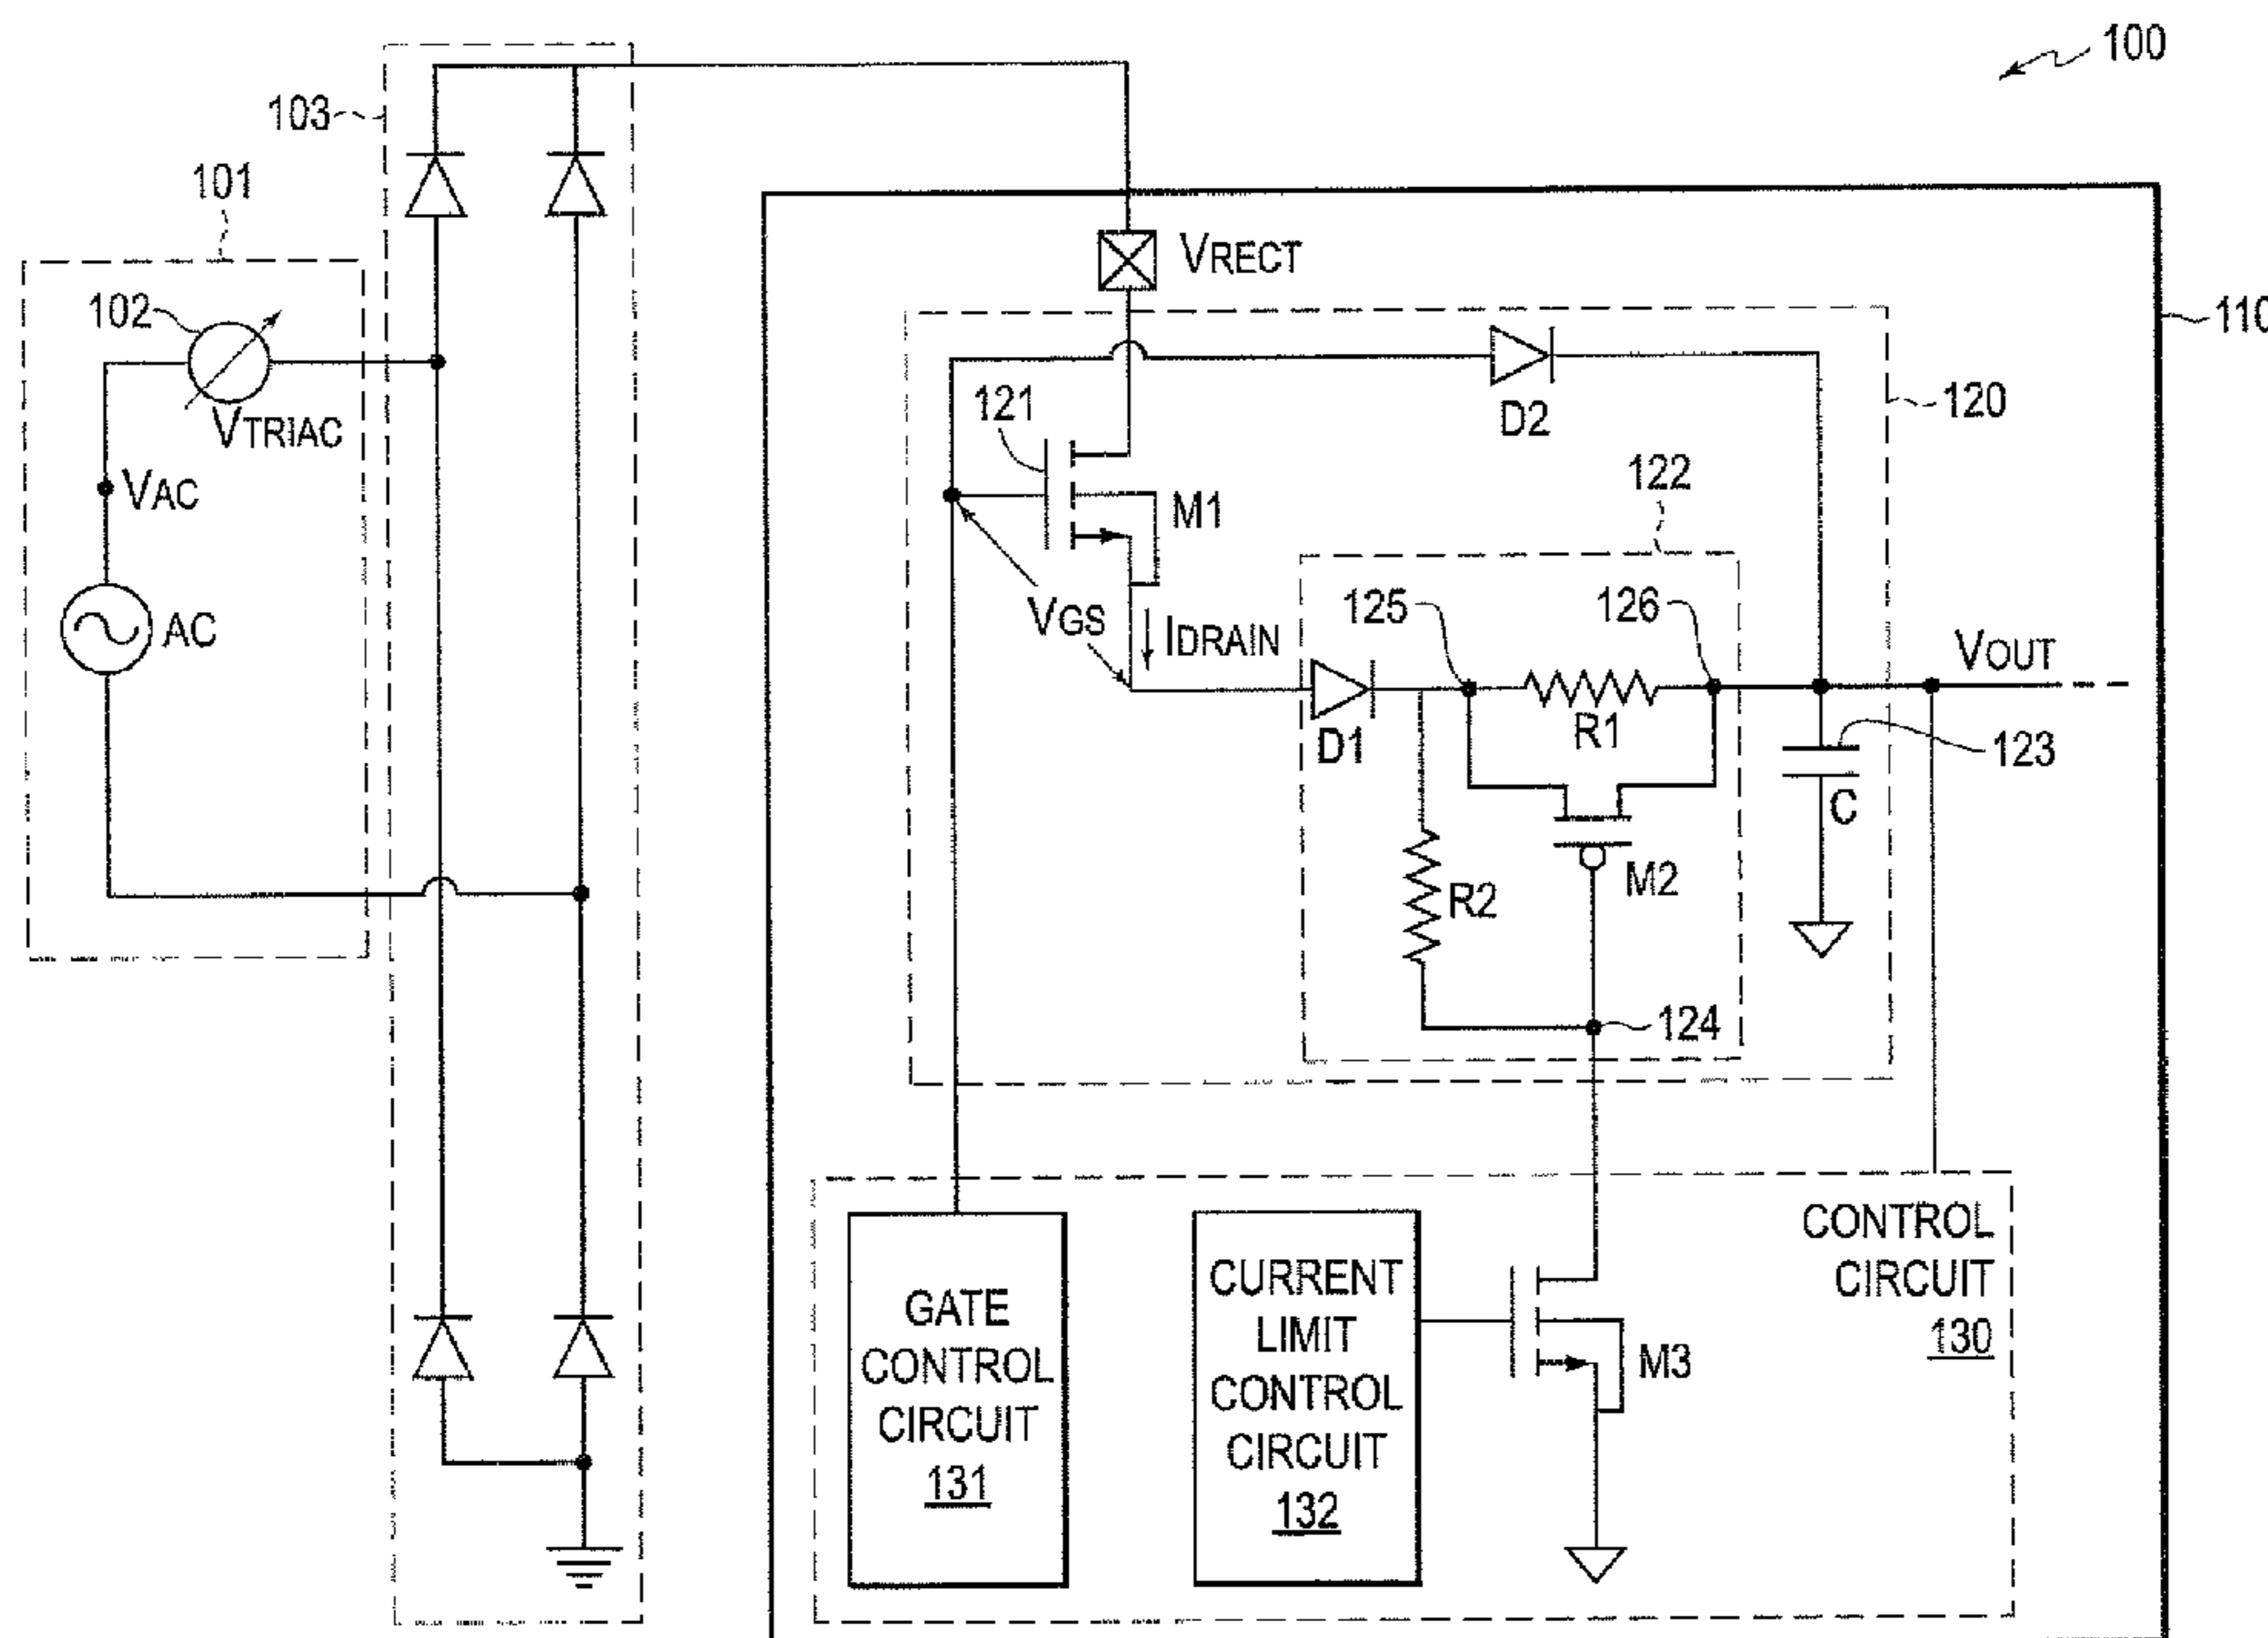 100
103
101
VRECT
102
110
121
D2
120
VTRIAC
122
VAC
M1
125
126
VGS
IDRAIN
VOUT
AC
D1
R1
123
C
M2
R2
124
CONTROL
CIRCUIT
130
GATE
CONTROL
CIRCUIT
131
CURRENT
LIMIT
CONTROL
CIRCUIT
132
M3